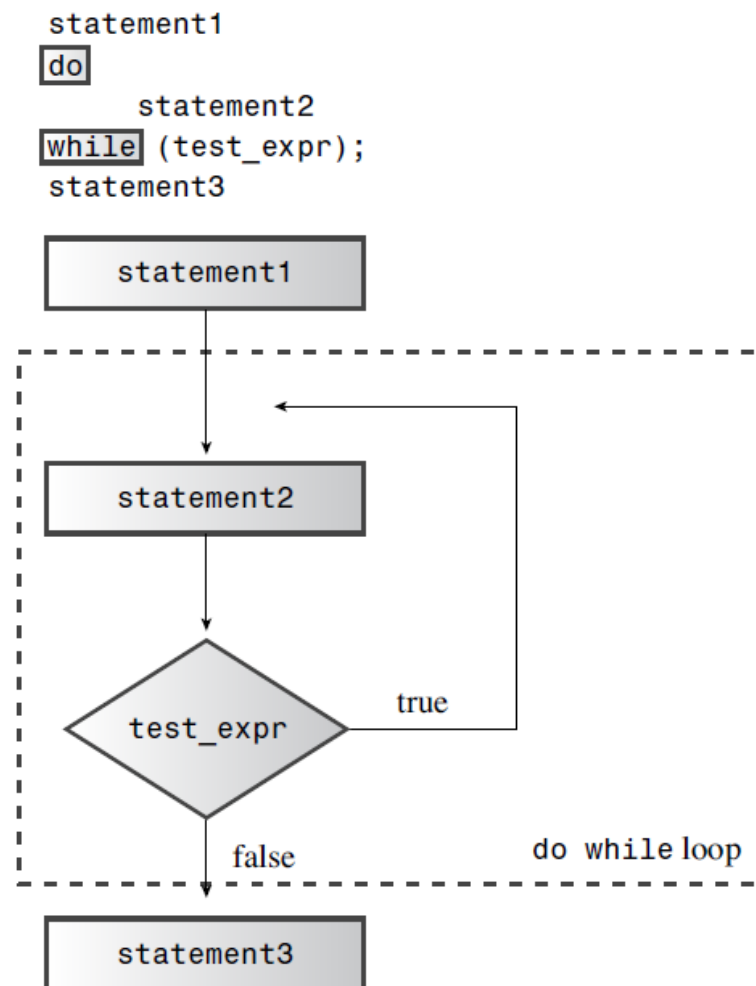 statement1
do
statement2
while (test_expr);
statement3
statement1
statement2
test_expr
true
false
do while loop
statement3